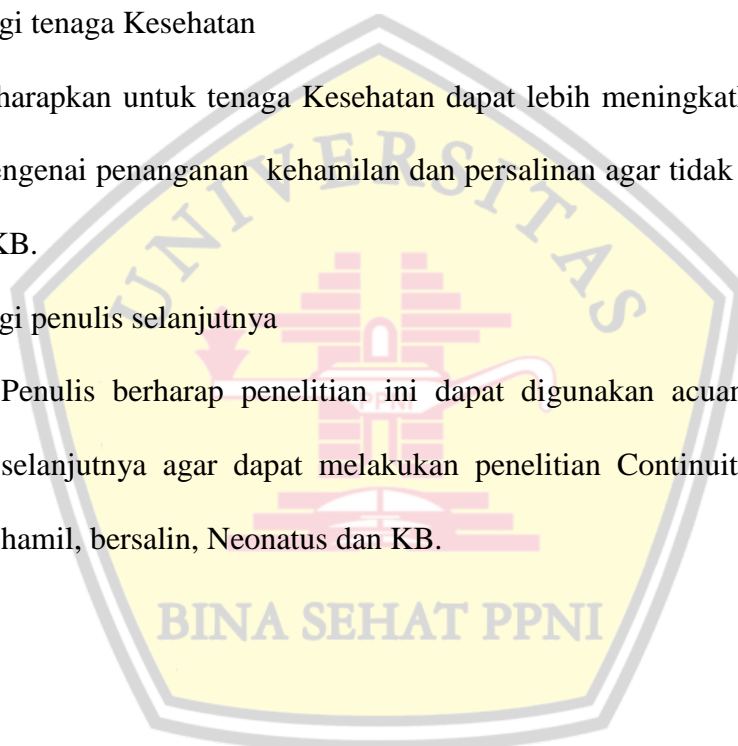 gi tenaga Kesehatan
harapkan untuk tenaga Kesehatan dapat lebih meningkatk
engenai penanganan kehamilan dan persalinan agar tidak
KB.
gi penulis selanjutnya
Penulis berharap penelitian ini dapat digunakan acuan
selanjutnya agar dapat melakukan penelitian Continuit
hamil, bersalin, Neonatus dan KB.
UNIVERSITAS
PPNI
BINA SEHAT PPNI